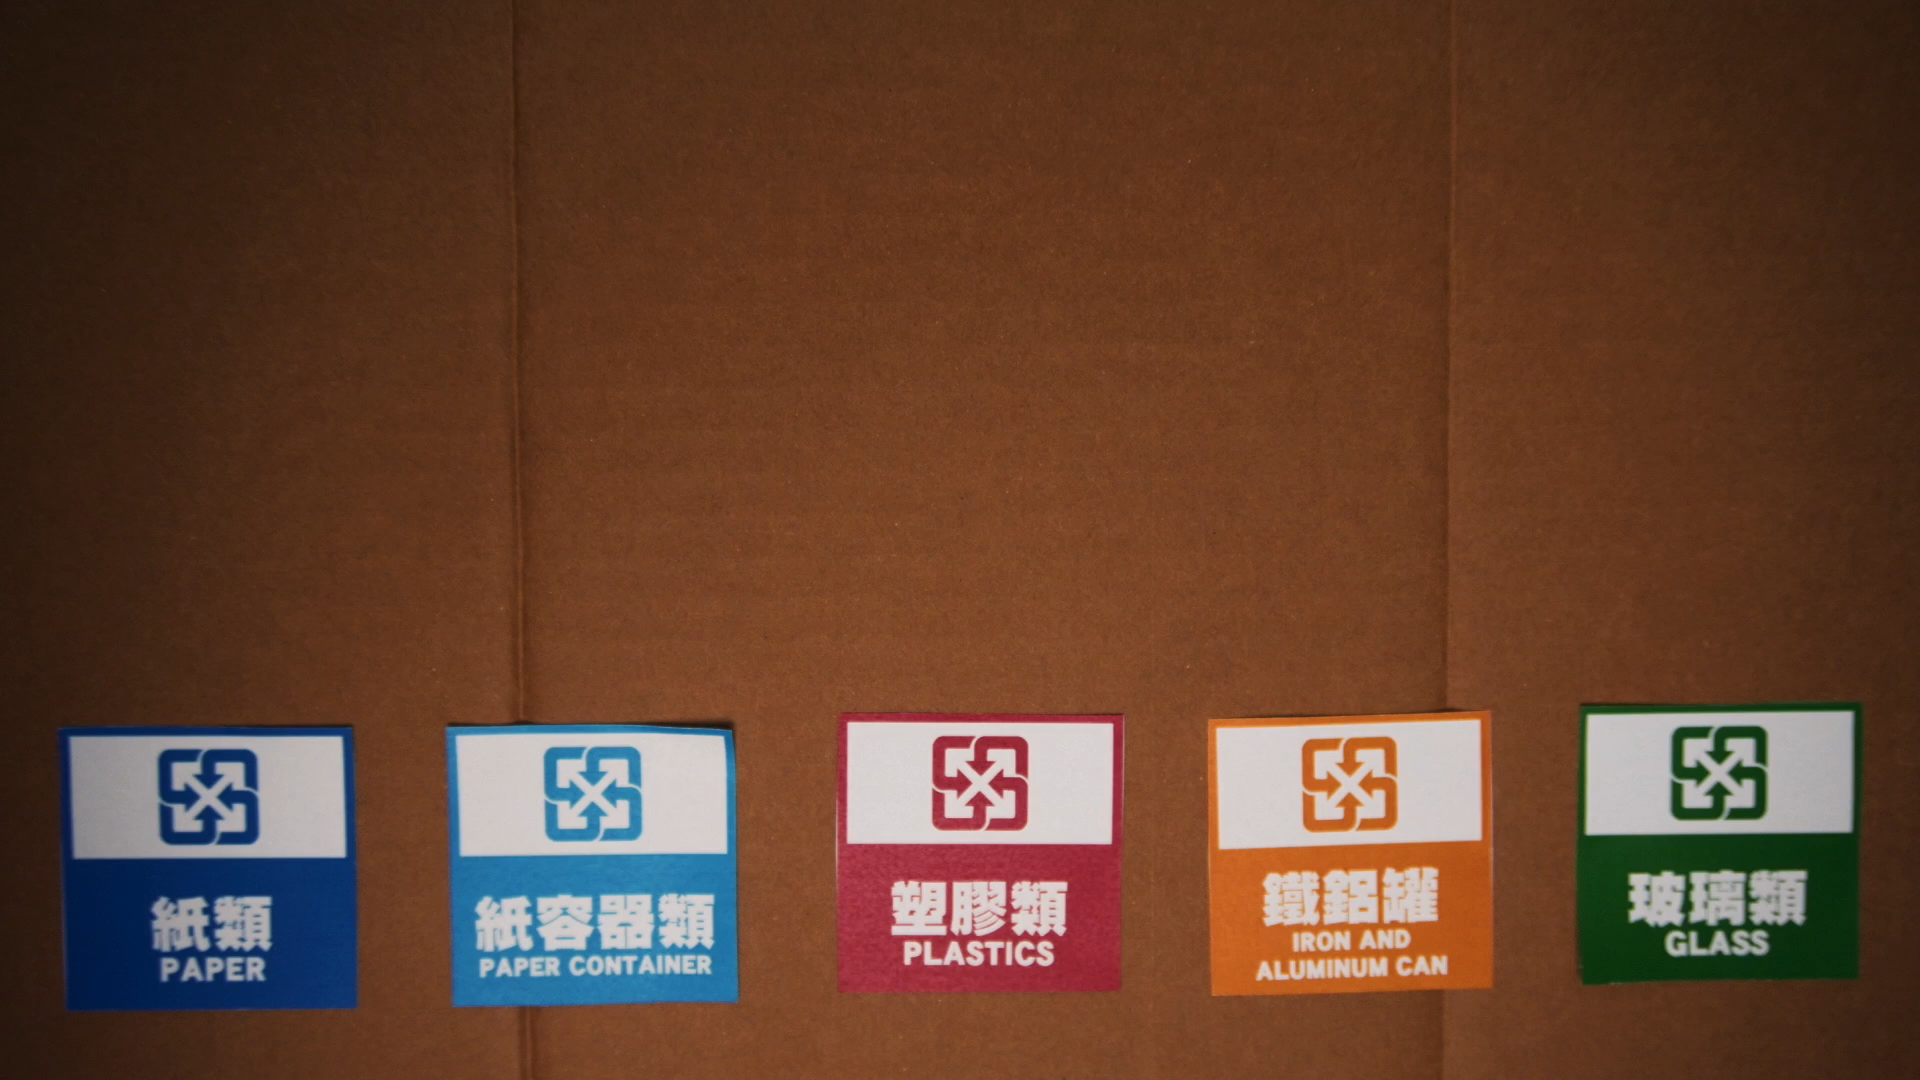 紙類
PAPER
紙容器類
PAPER CONTAINER
塑膠類
PLASTICS
鐵鋁罐
IRON AND
ALUMINUM CAN
玻璃類
GLASS